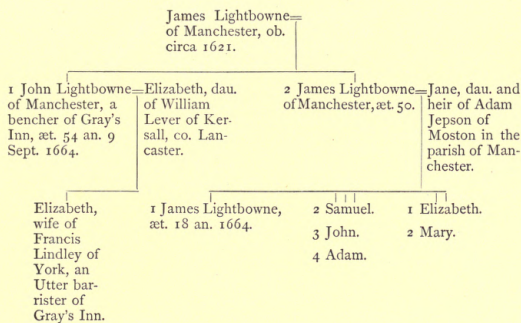 James Lightbowne=
of Manchester, ob.
circa 1621.
1 John Lightbowne=
of Manchester, a
bencher of Gray's
Inn, æt. 54 an. 9
Sept. 1664.
Elizabeth, dau.
of William
Lever of Ker-
sall, co. Lan-
caster.
2 James Lightbowne=
of Manchester, æt. 50.
Jane, dau. and
heir of Adam
Jepson of
Moston in the
parish of Man-
chester.
Elizabeth,
wife of
Francis
Lindley of
York, an
Utter bar-
rister of
Gray's Inn.
1 James Lightbowne,
æt. 18 an. 1664.
2 Samuel.
3 John.
4 Adam.
1 Elizabeth.
2 Mary.